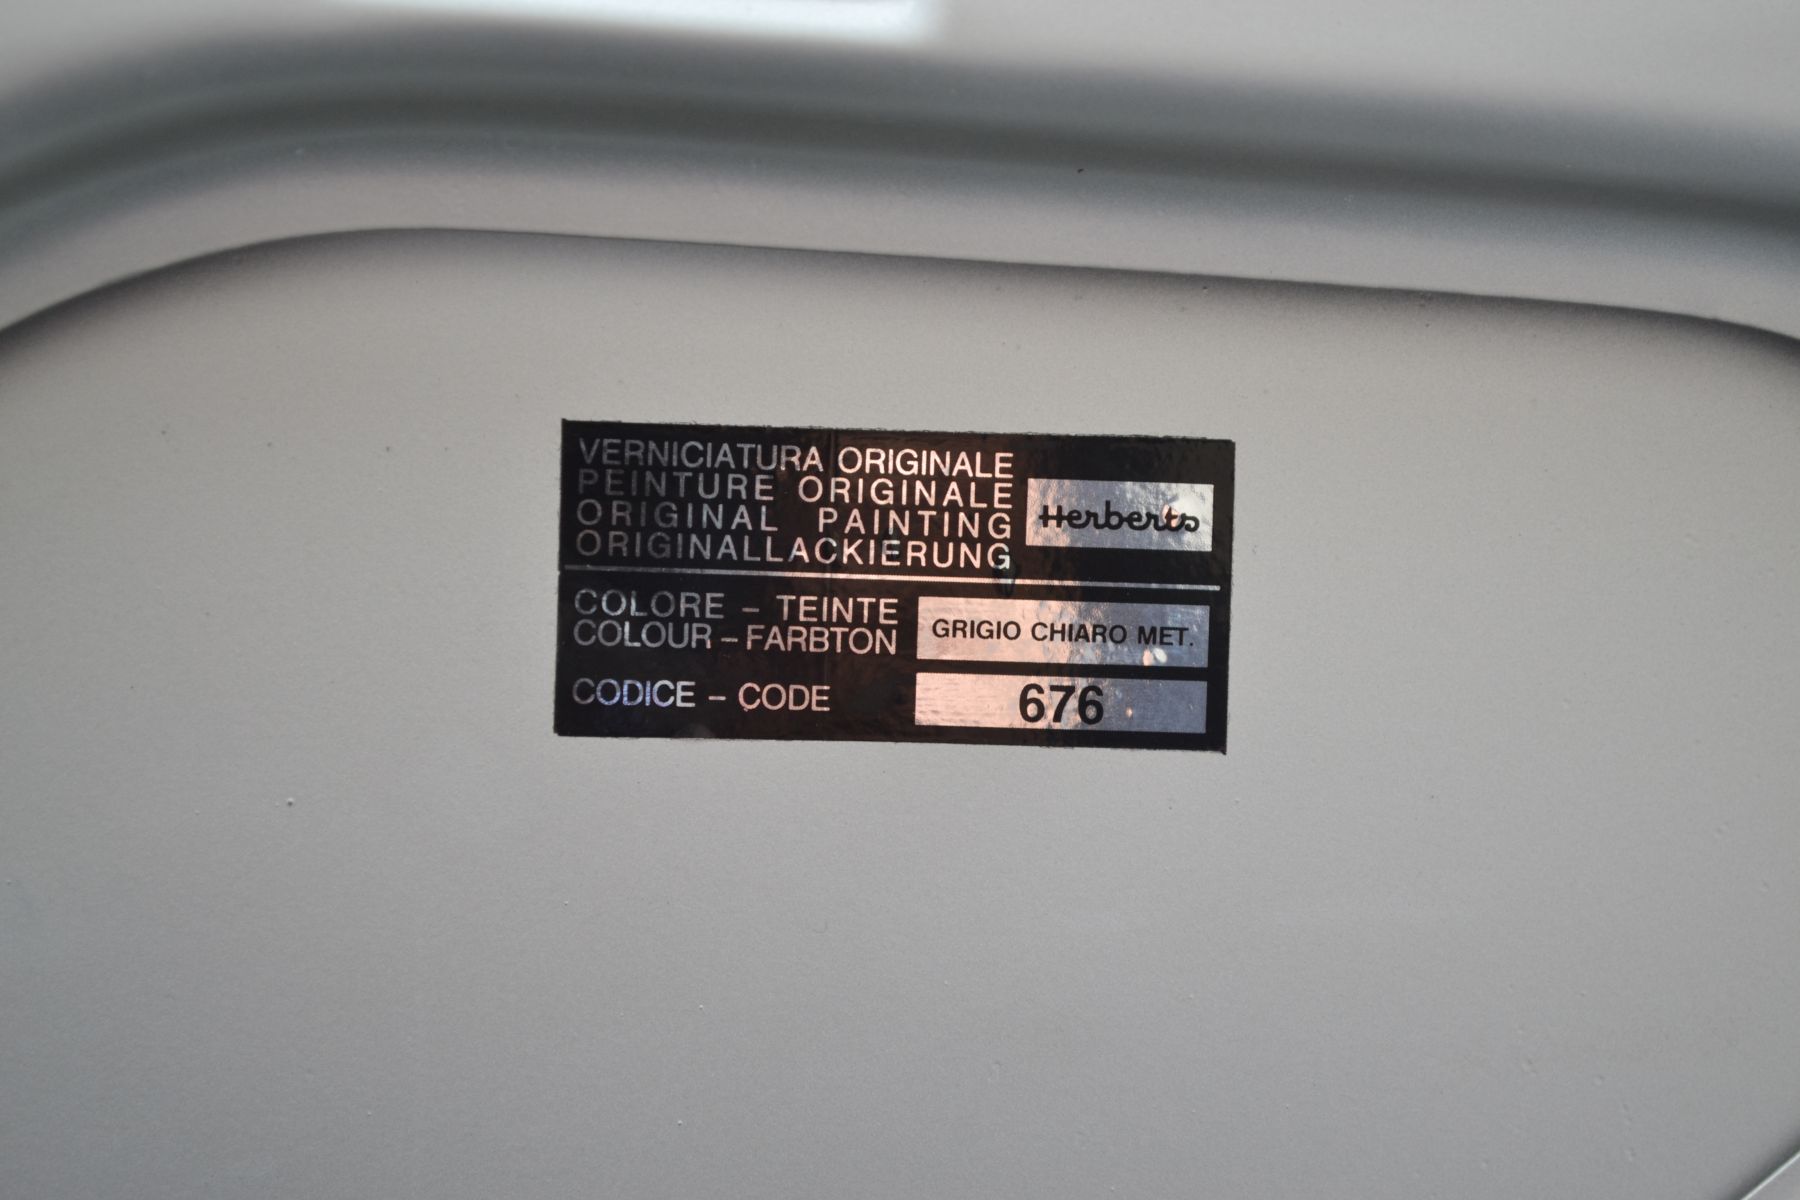 VERNICIATURA ORIGINALE
PEINTURE ORIGINALE
ORIGINAL PAINTING
ORIGINALLACKIERUNG
Herberts
COLORE - TEINTE
COLOUR - FARBTON
GRIGIO CHIARO MET.
CODICE - CODE
676